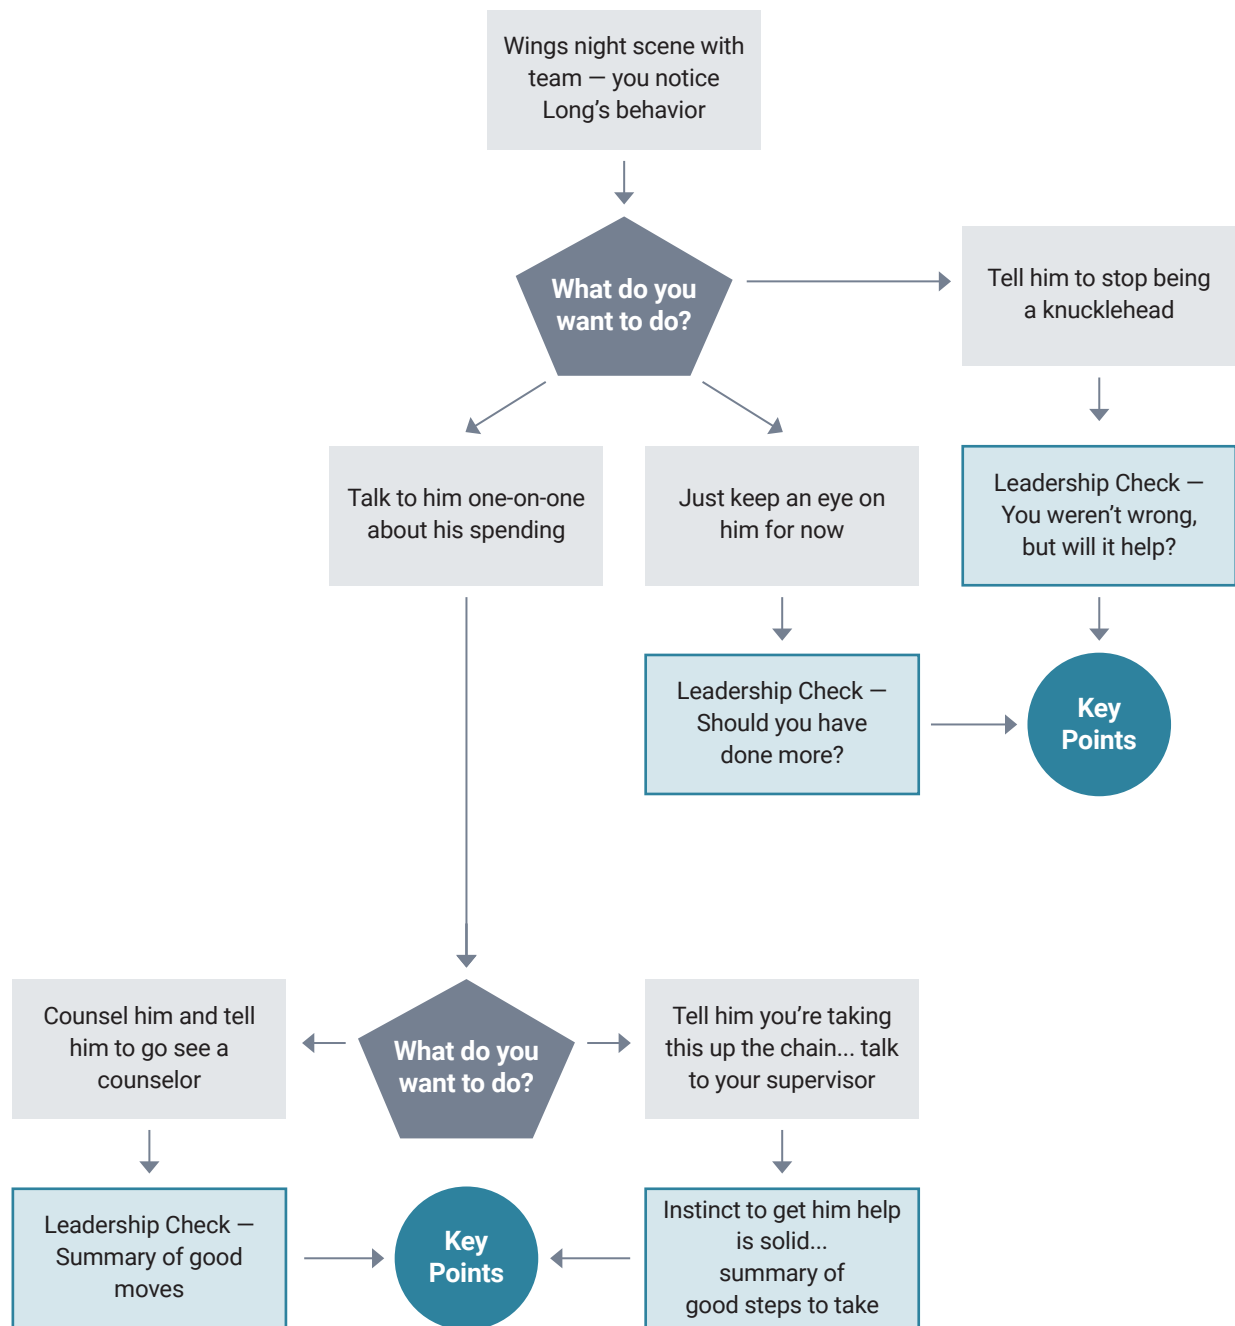 Wings night scene with
team — you notice
Long’s behavior
What do you
want to do?
Tell him to stop being
a knucklehead
Talk to him one-on-one
about his spending
Just keep an eye on
him for now
Leadership Check —
You weren’t wrong,
but will it help?
Leadership Check —
Should you have
done more?
Key
Points
Counsel him and tell
him to go see a
counselor
What do you
want to do?
Tell him you’re taking
this up the chain... talk
to your supervisor
Leadership Check —
Summary of good
moves
Key
Points
Instinct to get him help
is solid...
summary of
good steps to take